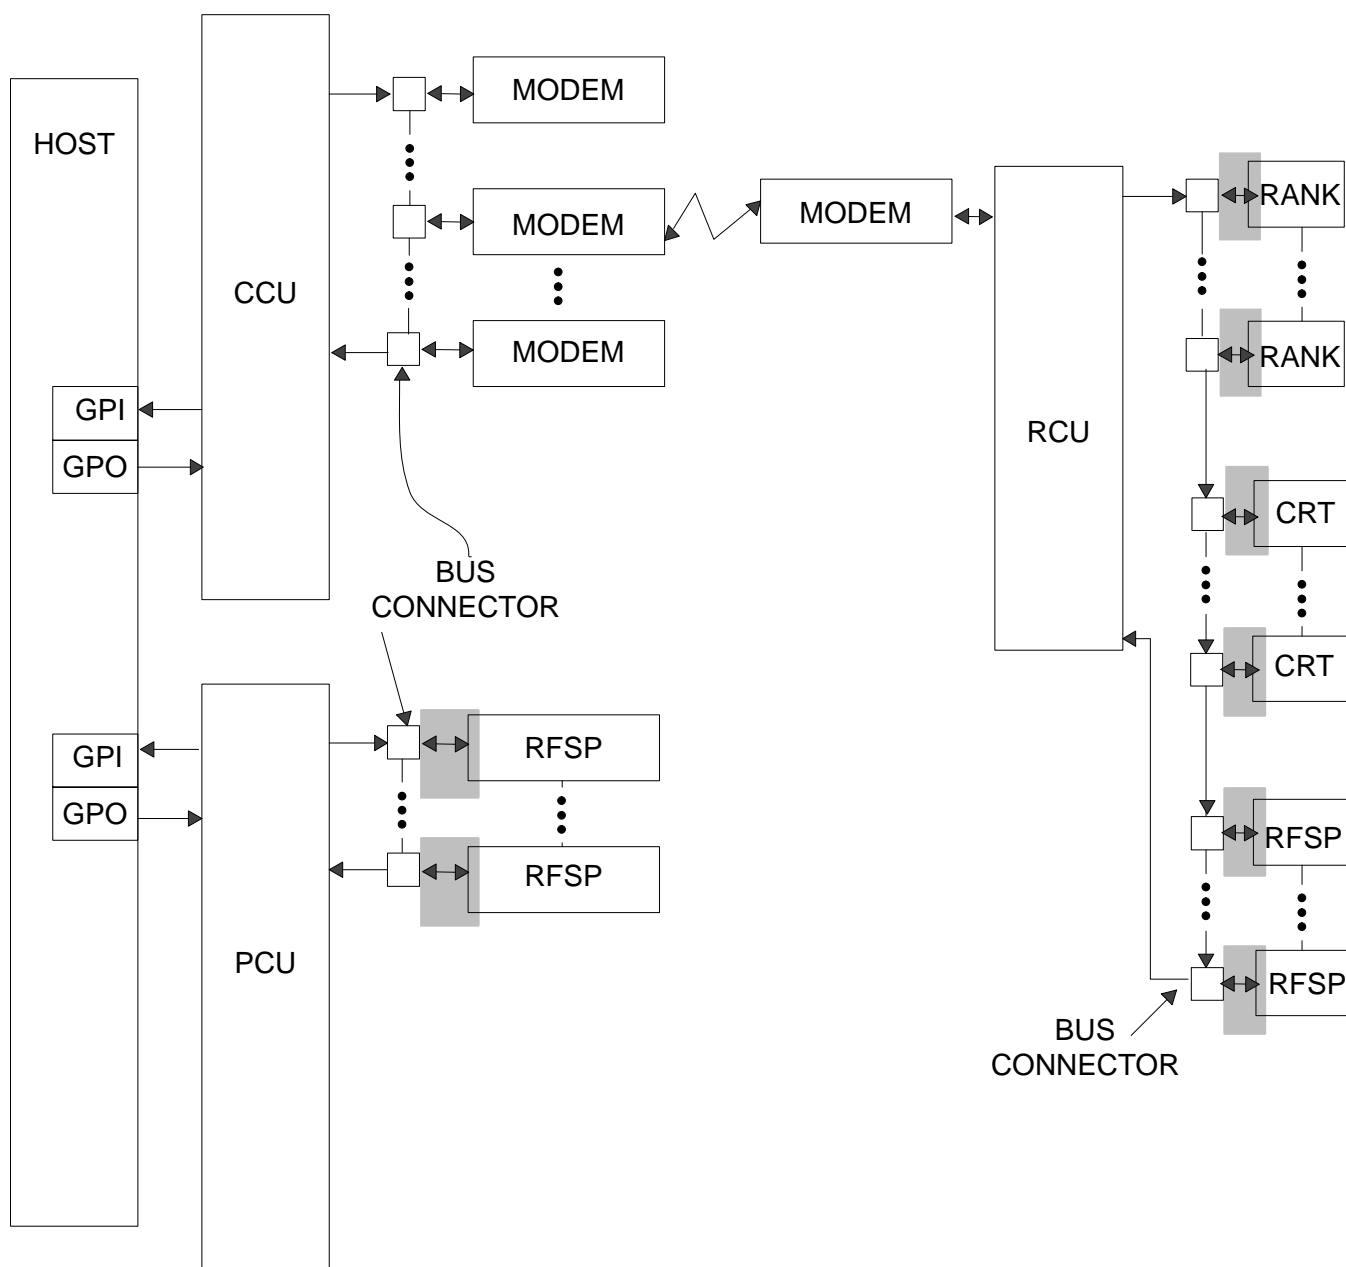 HOST
GPI
GPO
GPI
GPO
CCU
PCU
MODEM
MODEM
MODEM
BUS
CONNECTOR
RFSP
RFSP
MODEM
RCU
RANK
RANK
CRT
CRT
RFSP
RFSP
BUS
CONNECTOR